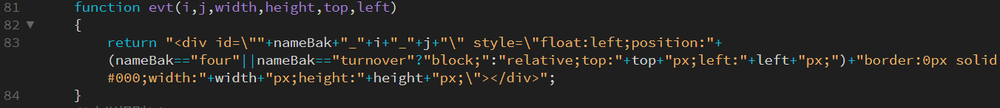 81 function evt(i,j,width,height,top,left)
82 {
83 return "<div id=\""+nameBak+"_"+i+"_"+j+"\" style=\"float:left;position:"+
(nameBak=="four"||nameBak=="turnover"?"block;":"relative;top:"+top+"px;left:"+left+"px;")+"border:0px solid
#000;width:"+width+"px;height:"+height+"px;\"></div>";
84 }